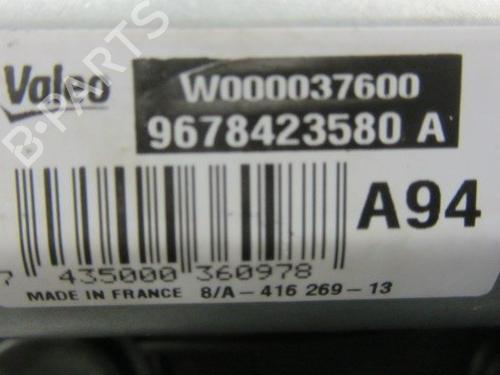 Valeo
W000037600
9678423580 A
A94
7 435000 360978
MADE IN FRANCE 8/A-416 269-13
B-PARTS